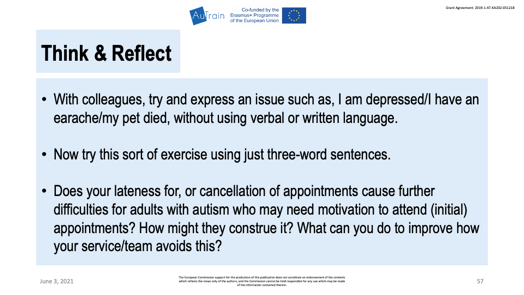 AuTrain
Co-funded by the
Erasmus+ Programme
of the European Union
Grant Agreement: 2019-1-AT-KA202-051218
Think & Reflect
• With colleagues, try and express an issue such as, I am depressed/I have an
earache/my pet died, without using verbal or written language.
• Now try this sort of exercise using just three-word sentences.
• Does your lateness for, or cancellation of appointments cause further
difficulties for adults with autism who may need motivation to attend (initial)
appointments? How might they construe it? What can you do to improve how
your service/team avoids this?
June 3, 2021
The European Commission support for the production of this publication does not constitute an endorsement of the contents
which reflects the views only of the authors, and the Commission cannot be held responsible for any use which may be made
of the information contained therein.
57